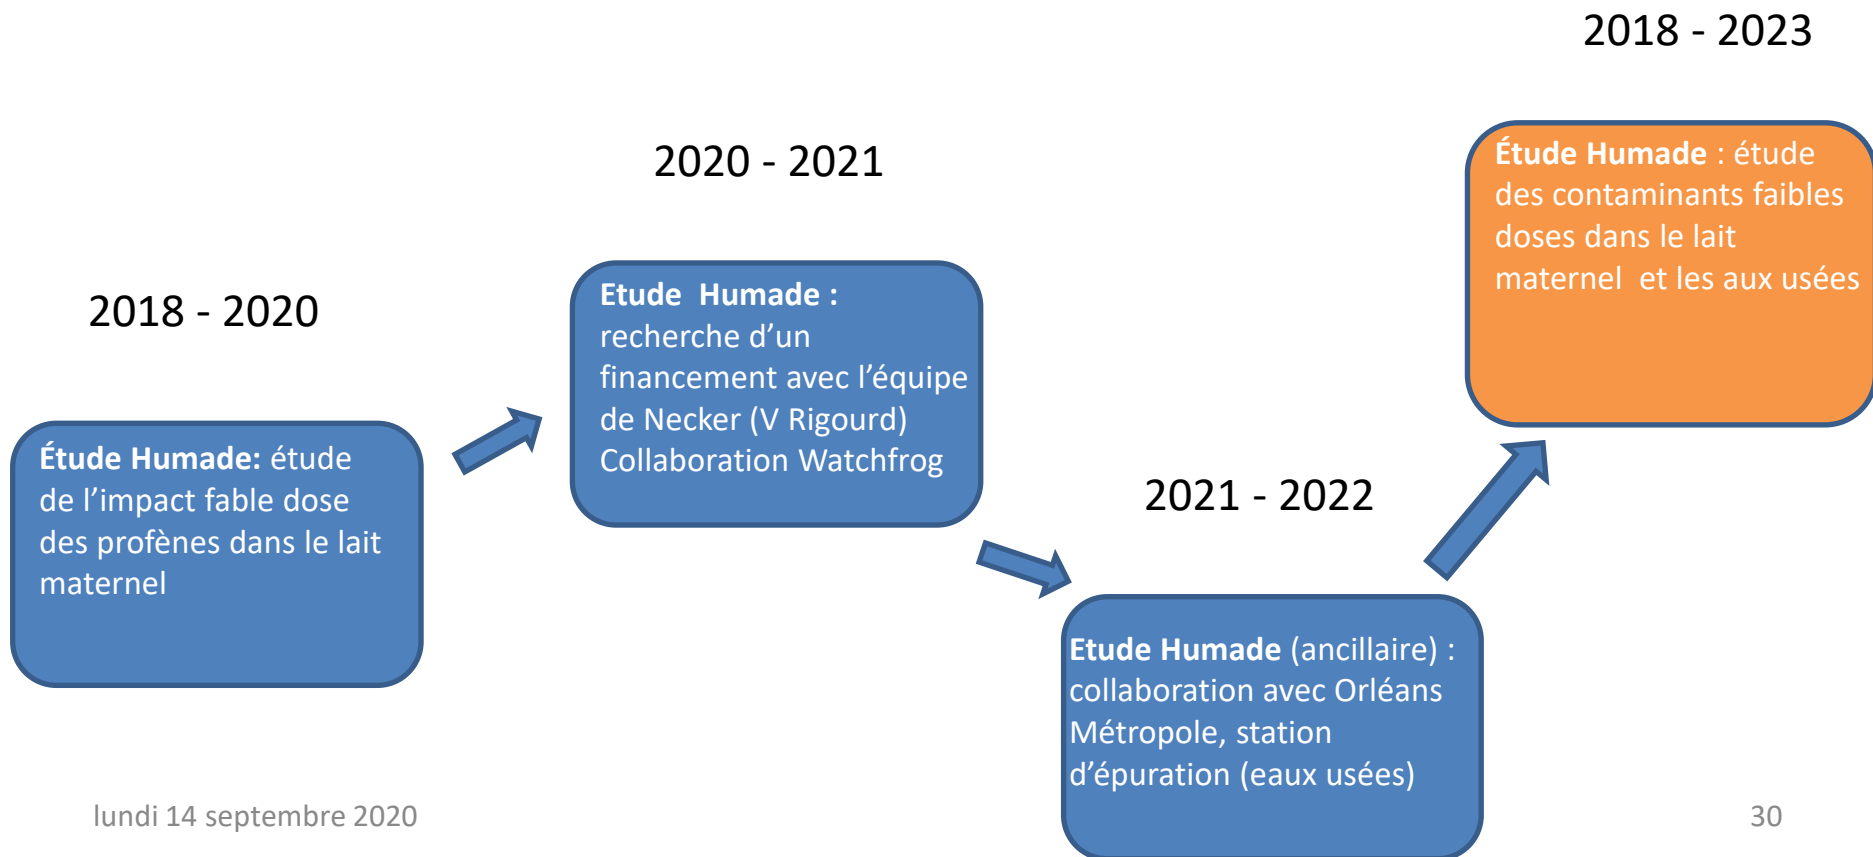 2018 - 2020
Étude Humade: étude
de l’impact fable dose
des profènes dans le lait
maternel
2020 - 2021
Etude  Humade :
recherche d’un
financement avec l’équipe
de Necker (V Rigourd)
Collaboration Watchfrog
2021 - 2022
Etude Humade (ancillaire) :
collaboration avec Orléans
Métropole, station
d’épuration (eaux usées)
2018 - 2023
Étude Humade : étude
des contaminants faibles
doses dans le lait
maternel  et les aux usées
lundi 14 septembre 2020
30